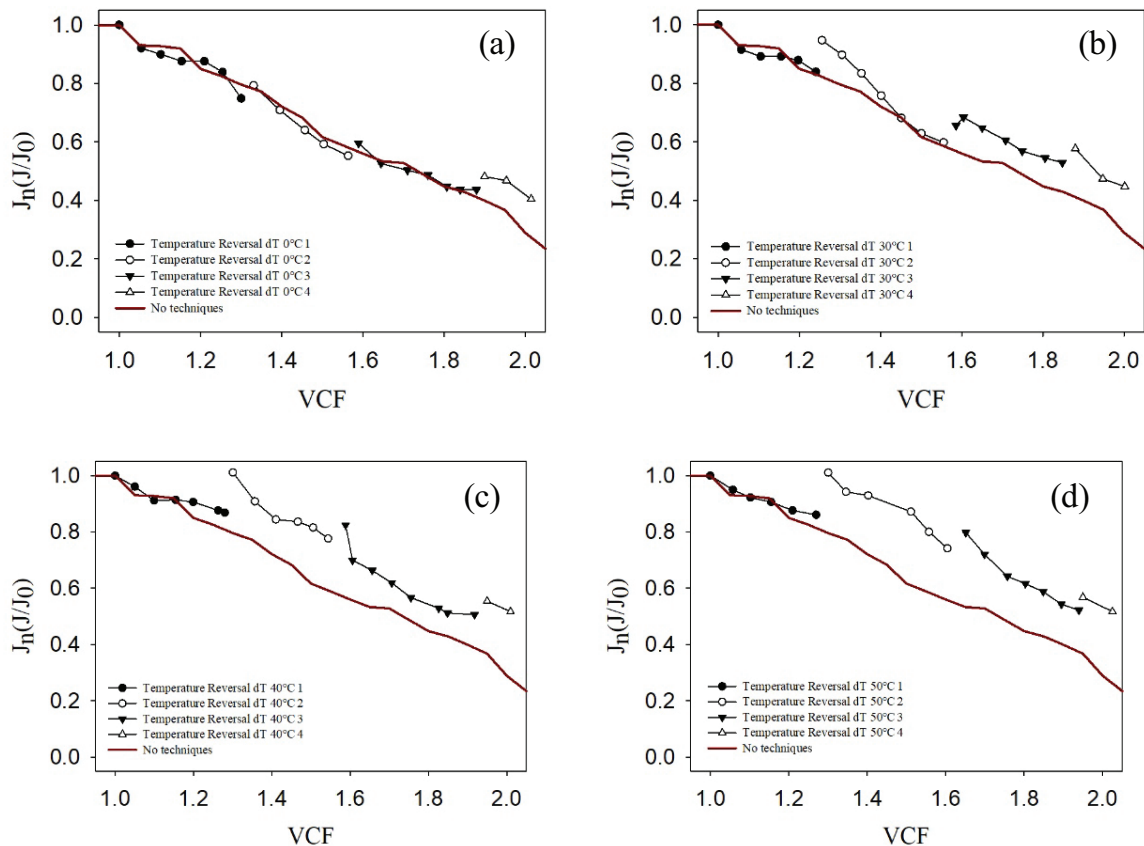 (a)
J_n(J/J_0)
1.0
0.8
0.6
0.4
0.2
0.0
Temperature Reversal dT 0°C 1
Temperature Reversal dT 0°C 2
Temperature Reversal dT 0°C 3
Temperature Reversal dT 0°C 4
No techniques
1.0 1.2 1.4 1.6 1.8 2.0
VCF
(b)
J_n(J/J_0)
1.0
0.8
0.6
0.4
0.2
0.0
Temperature Reversal dT 30°C 1
Temperature Reversal dT 30°C 2
Temperature Reversal dT 30°C 3
Temperature Reversal dT 30°C 4
No techniques
1.0 1.2 1.4 1.6 1.8 2.0
VCF
(c)
J_n(J/J_0)
1.0
0.8
0.6
0.4
0.2
0.0
Temperature Reversal dT 40°C 1
Temperature Reversal dT 40°C 2
Temperature Reversal dT 40°C 3
Temperature Reversal dT 40°C 4
No techniques
1.0 1.2 1.4 1.6 1.8 2.0
VCF
(d)
J_n(J/J_0)
1.0
0.8
0.6
0.4
0.2
0.0
Temperature Reversal dT 50°C 1
Temperature Reversal dT 50°C 2
Temperature Reversal dT 50°C 3
Temperature Reversal dT 50°C 4
No techniques
1.0 1.2 1.4 1.6 1.8 2.0
VCF